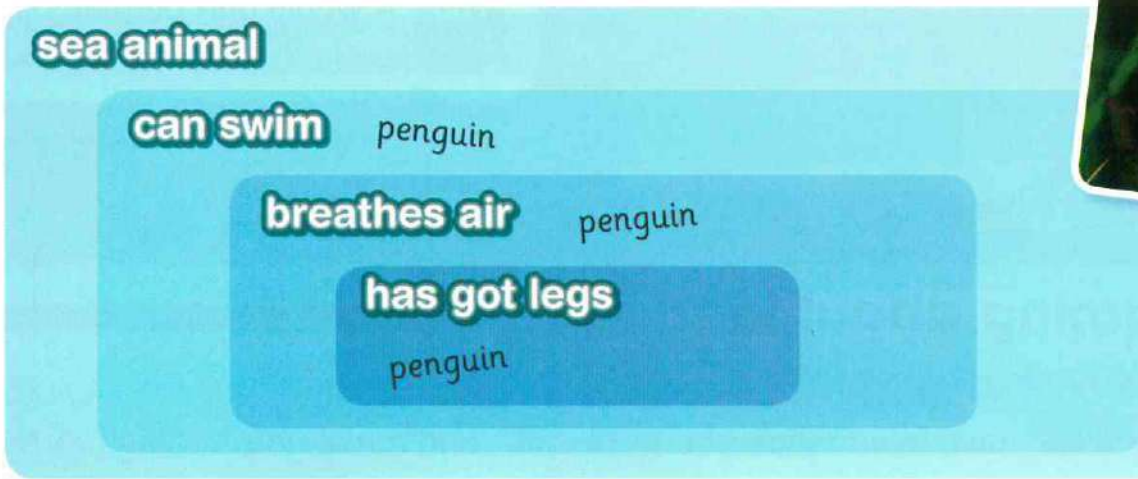 sea animal
can swim penguin
breathes air penguin
has got legs
penguin